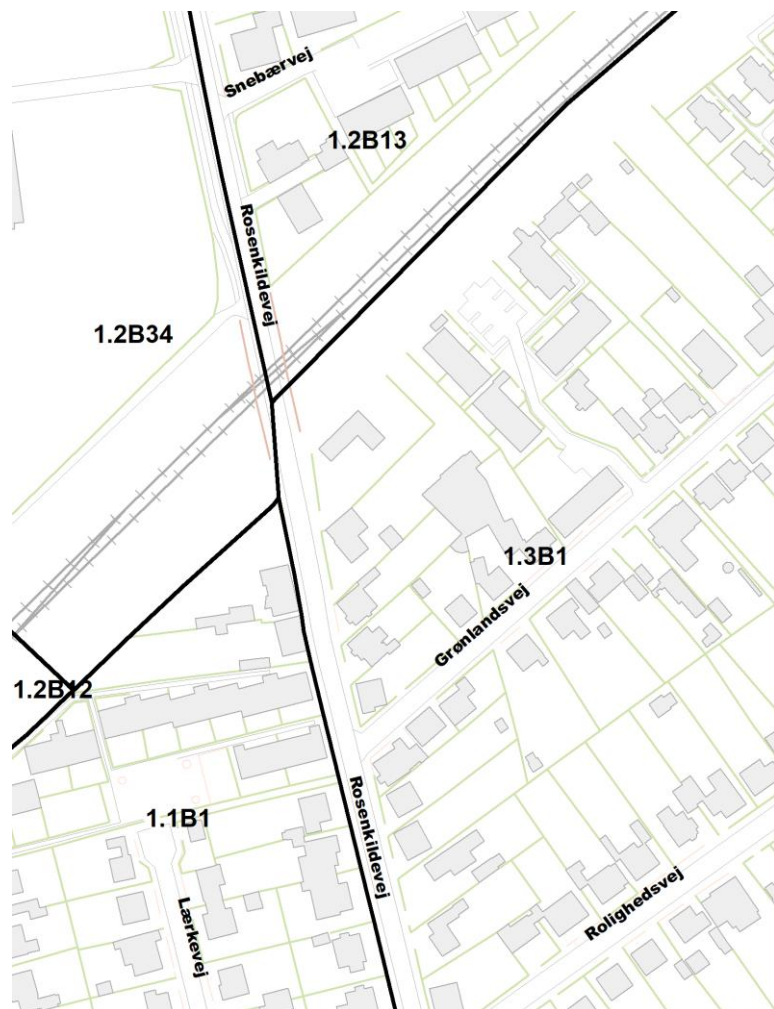 Snebærvej
1.2B13
Rosenkildevej
1.2B34
1.3B1
Grønlandsvej
1.2B12
1.1B1
Rosenkildevej
Rolighedsvej
Lærkevej